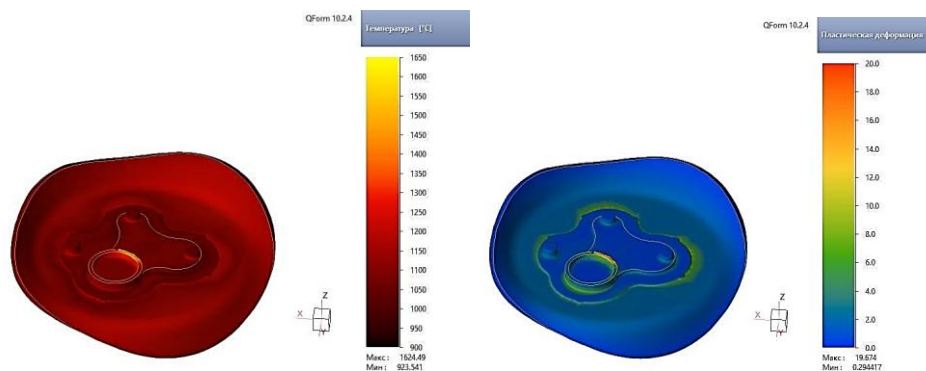 QForm 10.2.4
Температура [°C]
1650
1600
1550
1500
1450
1400
1350
1300
1250
1200
1150
1100
1050
1000
950
900
Z
X
Y
Макс : 1624.49
Мин : 923.541
QForm 10.2.4
Пластическая деформация
20.0
18.0
16.0
14.0
12.0
10.0
8.0
6.0
4.0
2.0
0.0
Z
X
Y
Макс : 19.674
Мин : 0.294417